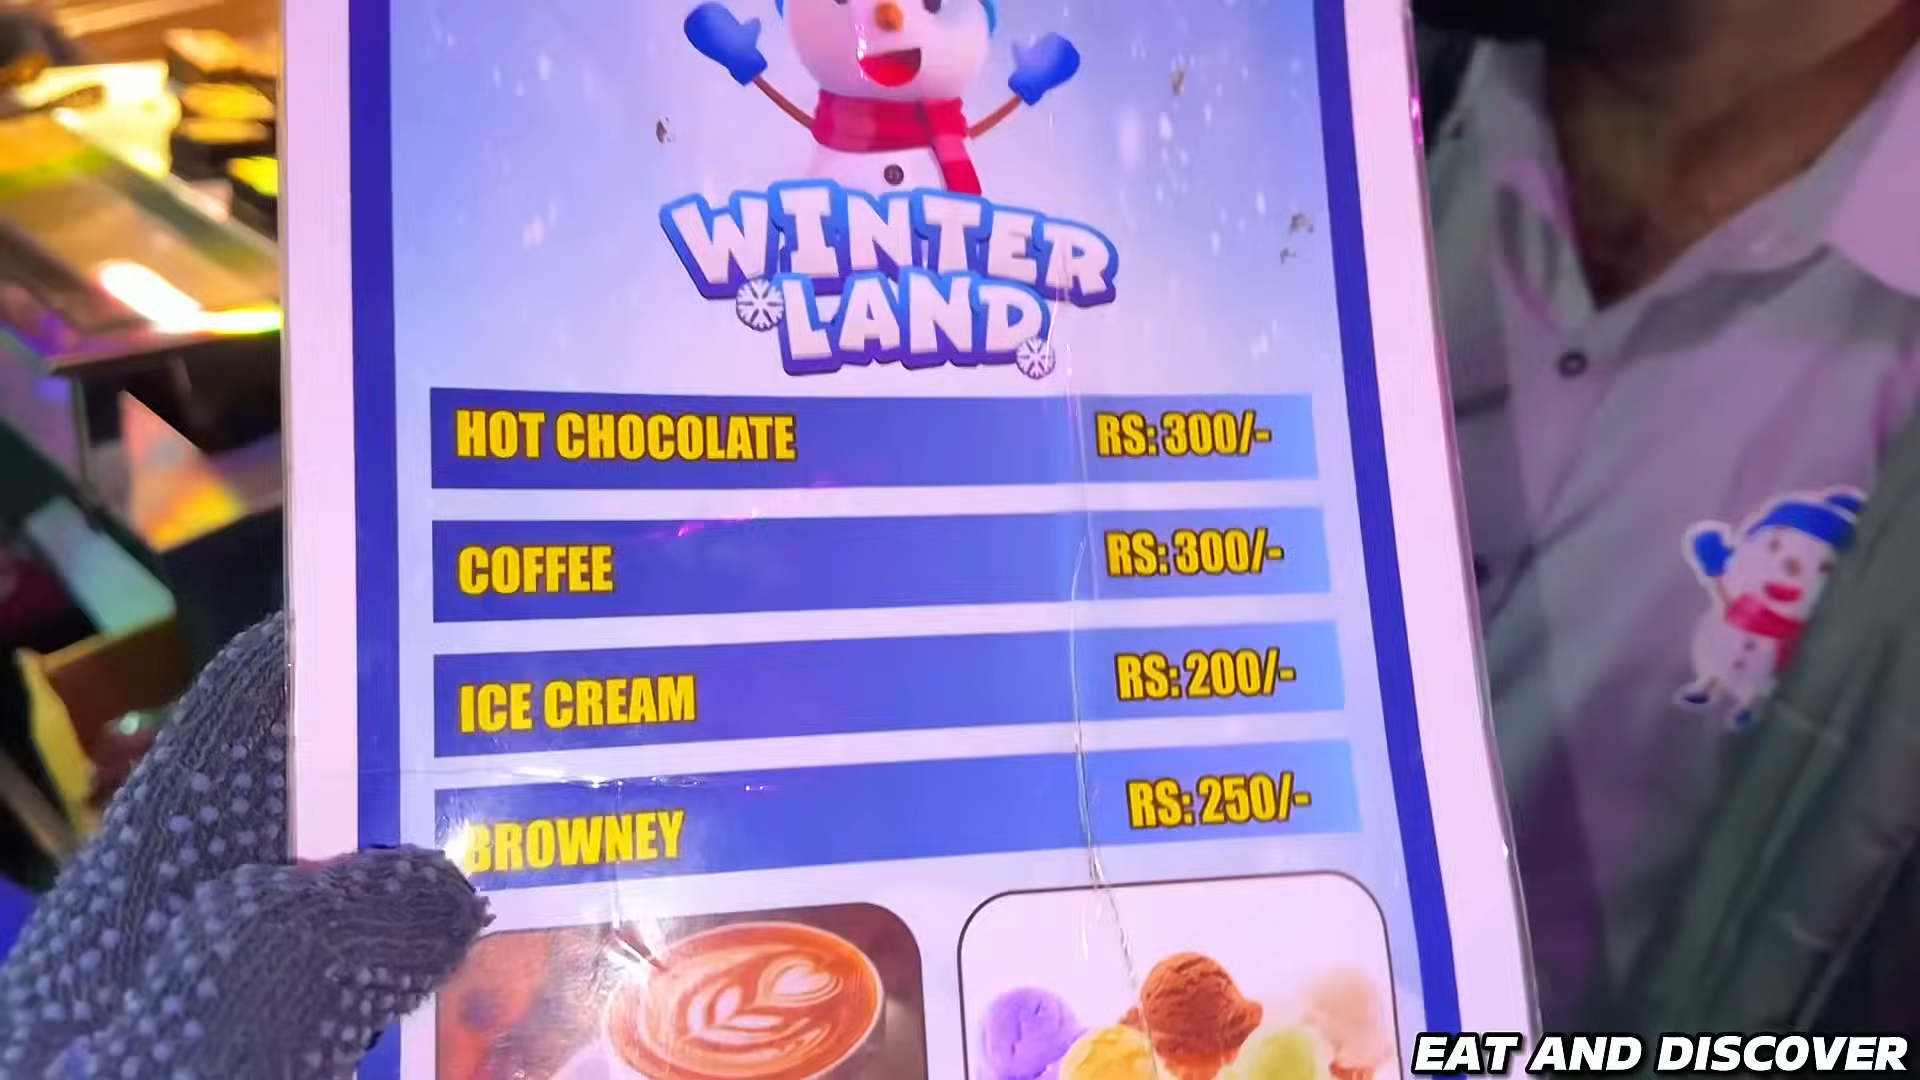 WINTER
LAND
HOT CHOCOLATE RS: 300/-
COFFEE RS: 300/-
ICE CREAM RS: 200/-
BROWNEY RS: 250/-
EAT AND DISCOVER